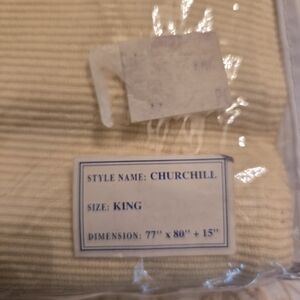 STYLE NAME: CHURCHILL
SIZE: KING
DIMENSION: 77" x 80" + 15"